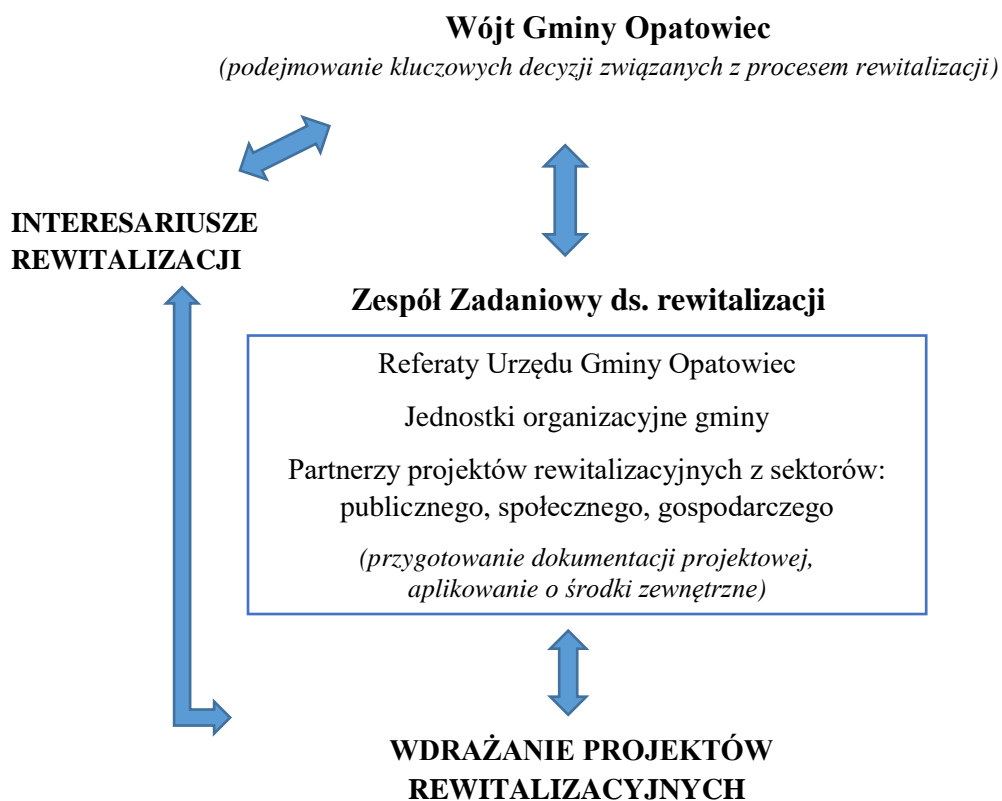 Wójt Gminy Opatowiec
(podejmowanie kluczowych decyzji związanych z procesem rewitalizacji)
INTERESARIUSZE
REWITALIZACJI
Zespół Zadaniowy ds. rewitalizacji
Referaty Urzędu Gminy Opatowiec
Jednostki organizacyjne gminy
Partnerzy projektów rewitalizacyjnych z sektorów:
publicznego, społecznego, gospodarczego
(przygotowanie dokumentacji projektowej,
aplikowanie o środki zewnętrzne)
WDRAŻANIE PROJEKTÓW
REWITALIZACYJNYCH